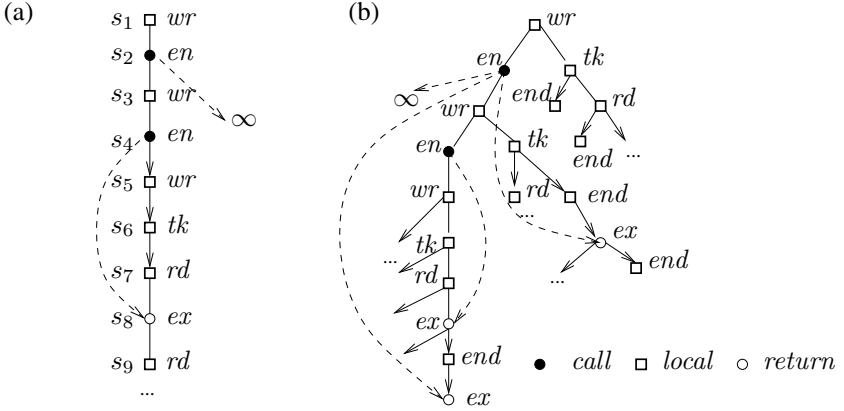 (a)
s1 wr
s2 en
s3 wr
∞
s4 en
s5 wr
s6 tk
s7 rd
s8 ex
s9 rd
...
(b)
wr
en
tk
∞
end
rd
wr
end
...
en
tk
wr
rd
end
...
ex
...
tk
end
rd
...
ex
end
ex
call local return